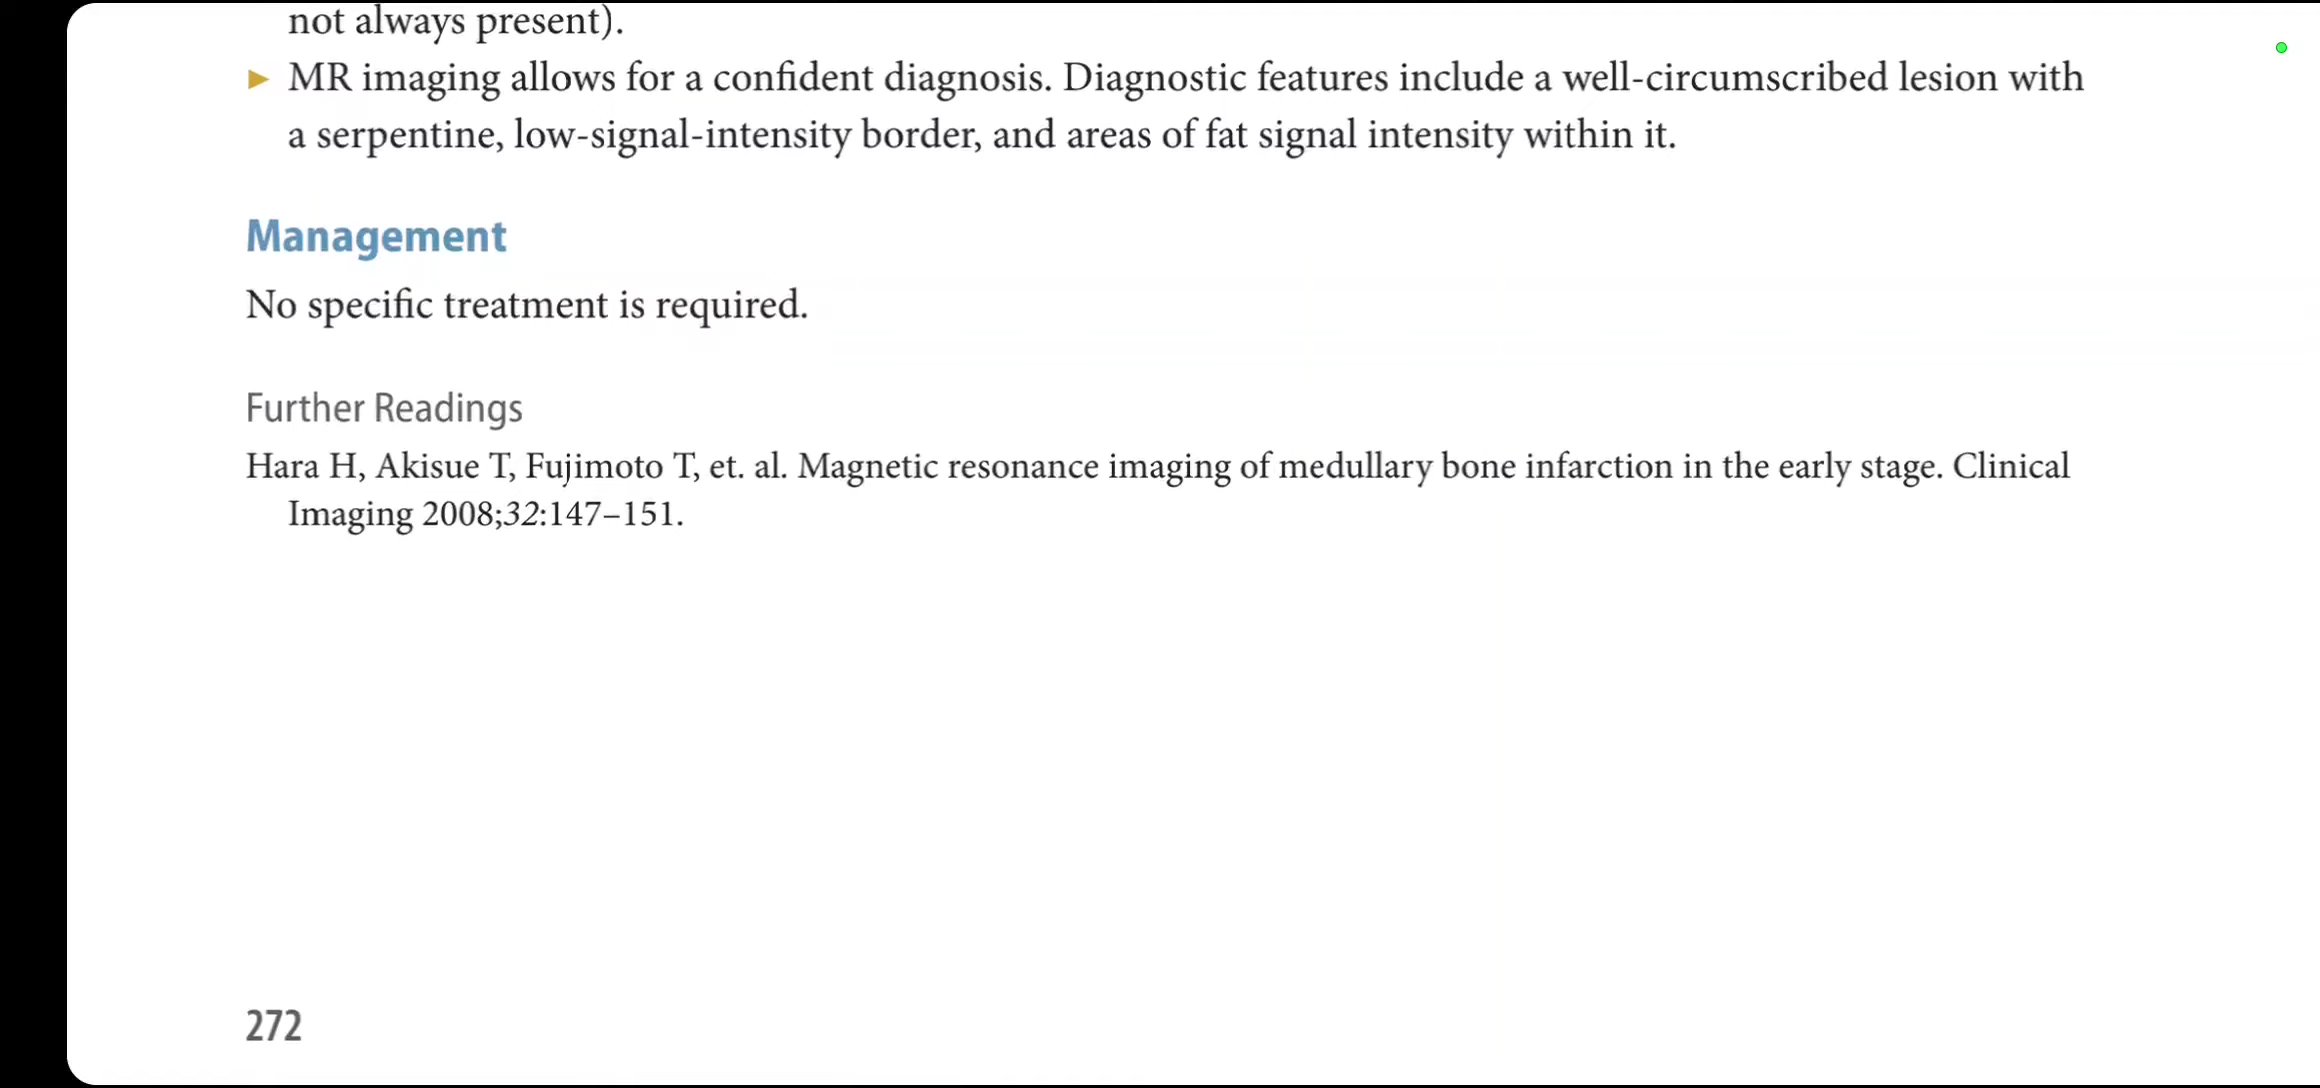 not always present).
► MR imaging allows for a confident diagnosis. Diagnostic features include a well-circumscribed lesion with
a serpentine, low-signal-intensity border, and areas of fat signal intensity within it.
Management
No specific treatment is required.
Further Readings
Hara H, Akisue T, Fujimoto T, et. al. Magnetic resonance imaging of medullary bone infarction in the early stage. Clinical
Imaging 2008;32:147–151.
272